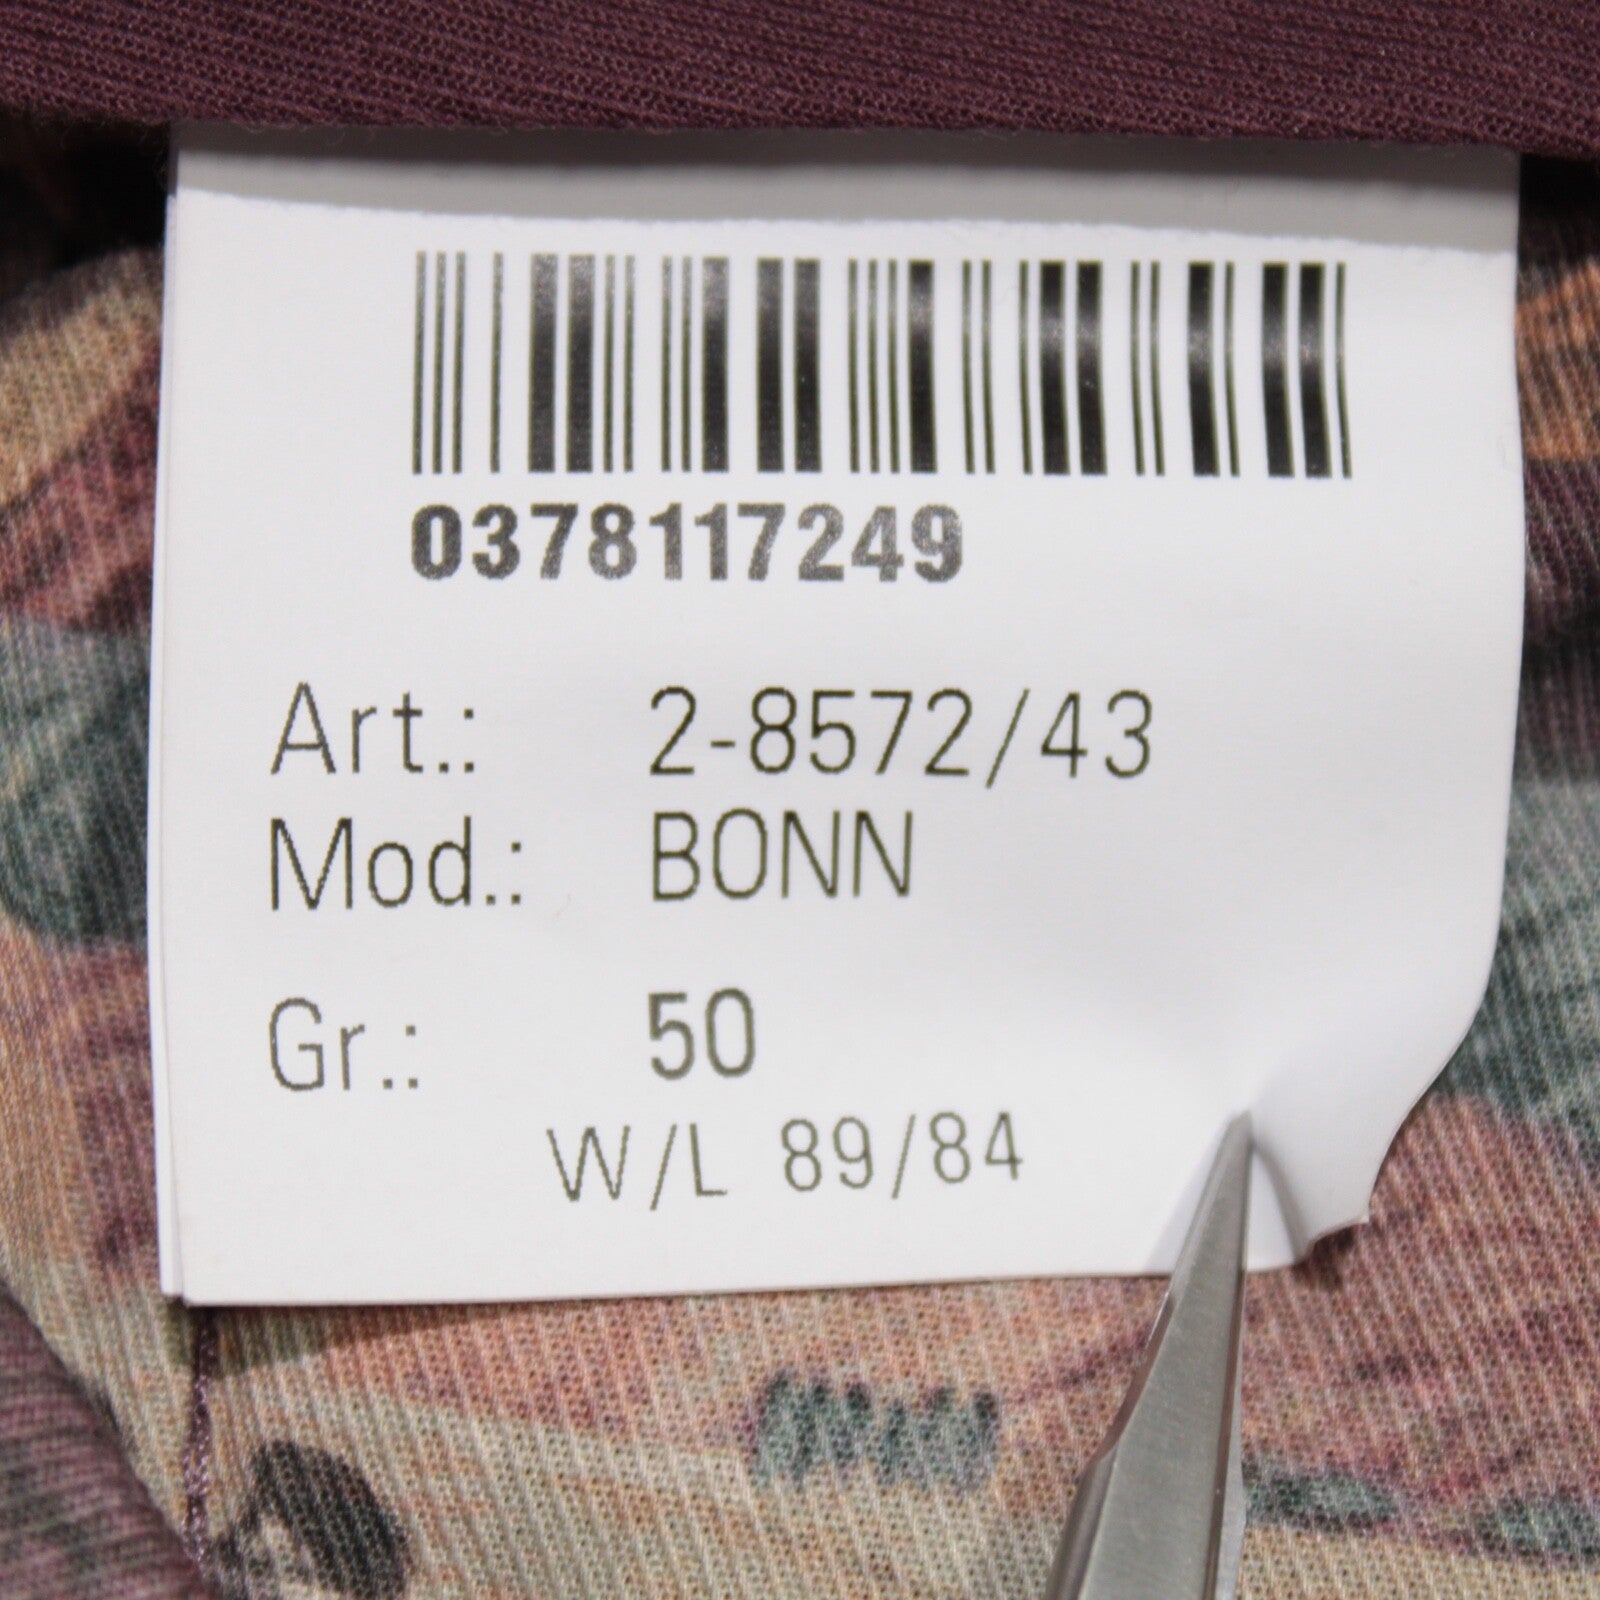 0378117249
Art.: 2-8572/43
Mod.: BONN
Gr.: 50
W/L 89/84